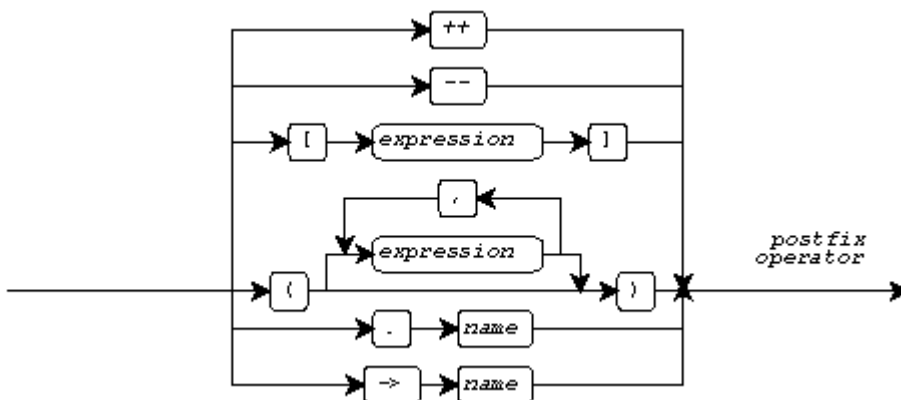 ++
--
[ expression ]
,
expression
postfix
operator
( )
. name
-> name